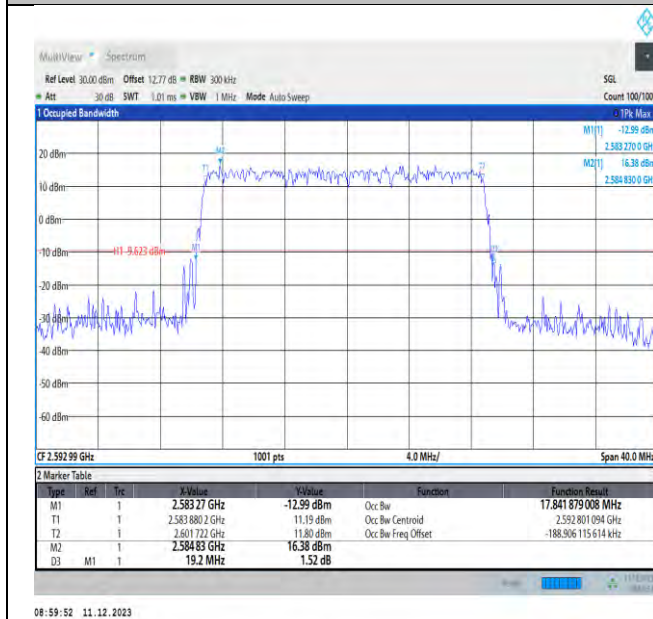 MultiView Spectrum
Ref Level 30.00 dBm Offset 12.77 dB RBW 300 kHz SGL
Att 30 dB SWT 1.01 ms VBW 1 MHz Mode Auto Sweep Count 100/100
1 Occupied Bandwidth 1Pk Max
M1[1] -12.99 dBm
2.583 270 0 GHz
M2[1] 16.38 dBm
2.584 830 0 GHz
20 dBm
10 dBm
0 dBm
-10 dBm H1 -9.623 dBm
-20 dBm
-30 dBm
-40 dBm
-50 dBm
-60 dBm
M2
T1
M1
CF 2.592 99 GHz 1001 pts 4.0 MHz/ Span 40.0 MHz
2 Marker Table
Type Ref Trc X-Value Y-Value Function Function Result
M1 1 2.583 27 GHz -12.99 dBm Occ Bw 17.841 879 008 MHz
T1 1 2.583 880 2 GHz 11.19 dBm Occ Bw Centroid 2.592 801 094 GHz
T2 1 2.601 722 GHz 11.80 dBm Occ Bw Freq Offset -188.906 115 614 kHz
M2 1 2.584 83 GHz 16.38 dBm
D3 M1 1 19.2 MHz 1.52 dB
08:59:52 11.12.2023